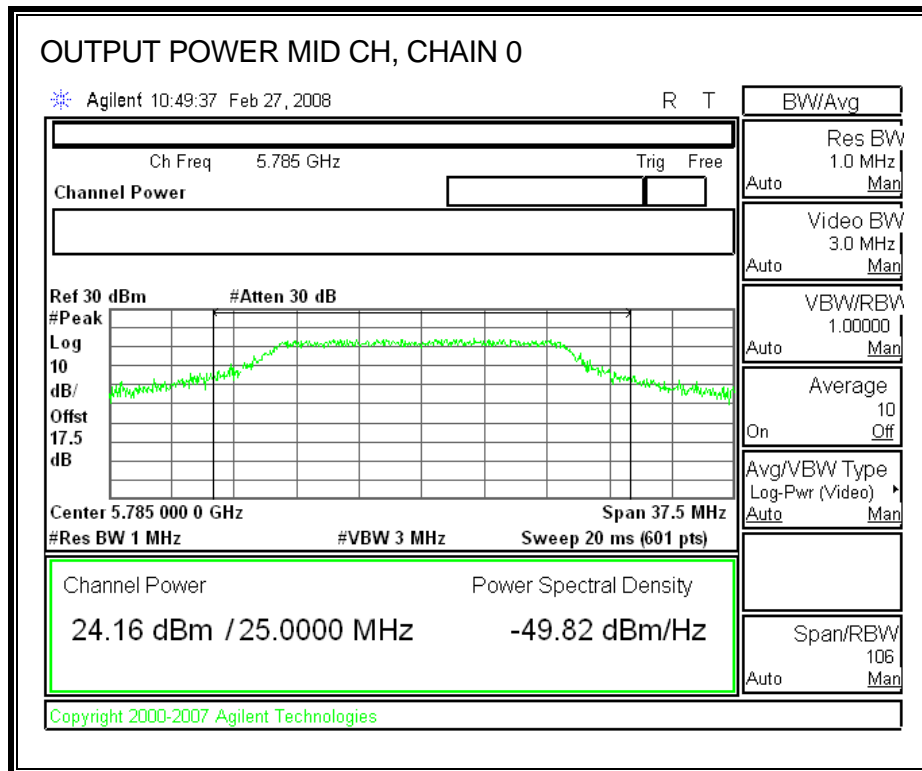 OUTPUT POWER MID CH, CHAIN 0
Agilent 10:49:37 Feb 27, 2008 R T
Ch Freq 5.785 GHz Trig Free
Channel Power
Ref 30 dBm #Atten 30 dB
#Peak
Log
10
dB/
Offst
17.5
dB
Center 5.785 000 0 GHz Span 37.5 MHz
#Res BW 1 MHz #VBW 3 MHz Sweep 20 ms (601 pts)
Channel Power Power Spectral Density
24.16 dBm / 25.0000 MHz -49.82 dBm/Hz
Copyright 2000-2007 Agilent Technologies
BW/Avg
Res BW
1.0 MHz
Auto Man
Video BW
3.0 MHz
Auto Man
VBW/RBW
1.00000
Auto Man
Average
10
On Off
Avg/VBW Type
Log-Pwr (Video)
Auto Man
Span/RBW
106
Auto Man